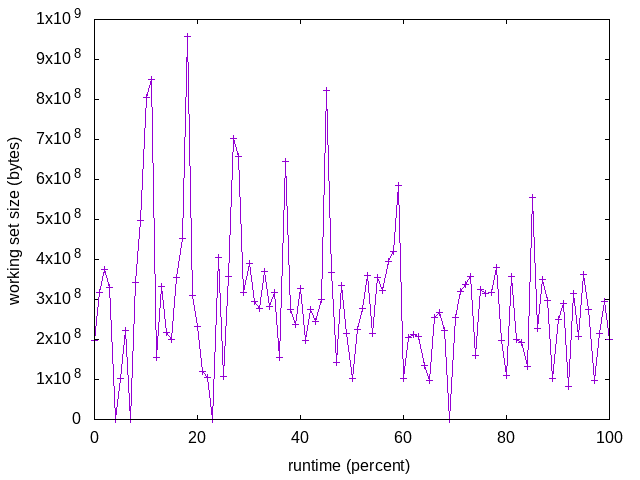 1x10^9
9x10^8
8x10^8
7x10^8
6x10^8
5x10^8
4x10^8
3x10^8
2x10^8
1x10^8
0
working set size (bytes)
0 20 40 60 80 100
runtime (percent)